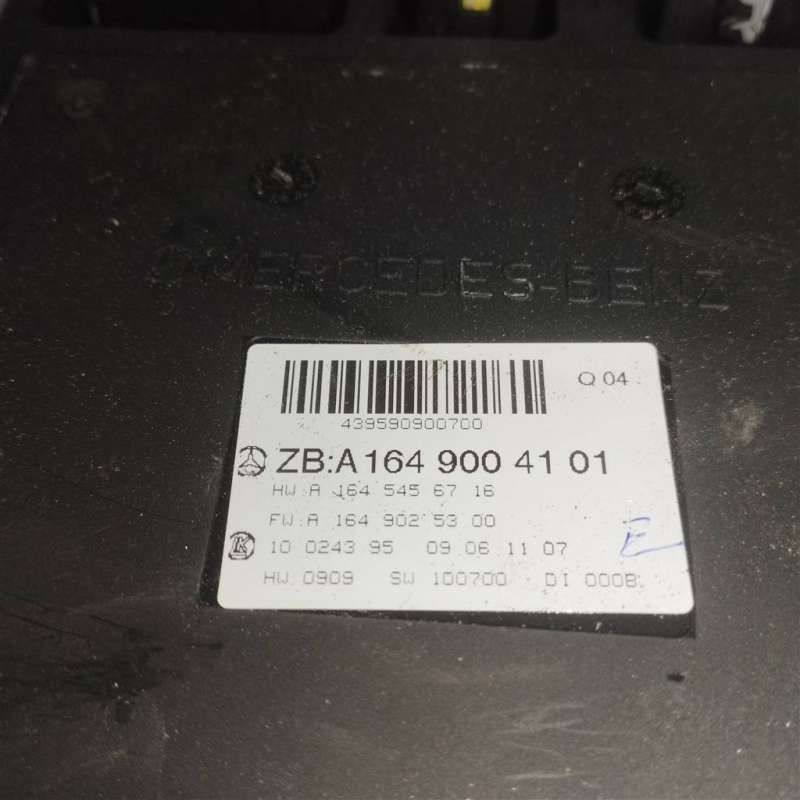 MERCEDES-BENZ
Q 04
439590900700
ZB:A 164 900 41 01
HW:A 164 545 67 16
FW:A 164 902 53 00
K
10 0243 95 09.06.11 07
E
HW 0909 SW 100700 DI 000B